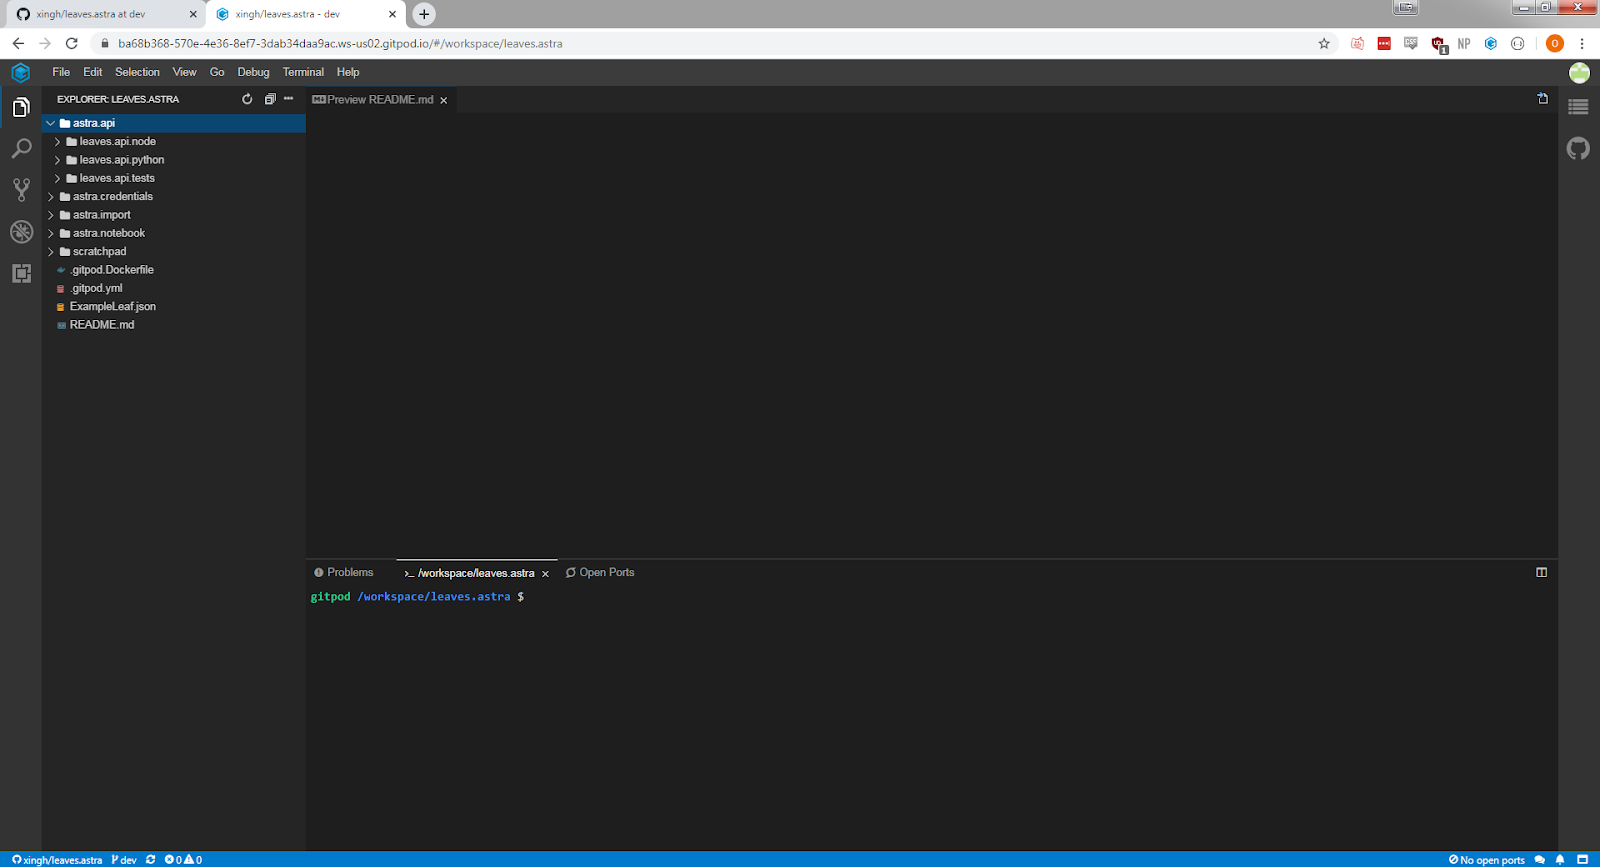 xingh/leaves.astra at dev
xingh/leaves.astra - dev
ba68b368-570e-4e36-8ef7-3dab34daa9ac.ws-us02.gitpod.io/#/workspace/leaves.astra
1
NP
O
File Edit Selection View Go Debug Terminal Help
EXPLORER: LEAVES.ASTRA
Preview README.md
astra.api
leaves.api.node
leaves.api.python
leaves.api.tests
astra.credentials
astra.import
astra.notebook
scratchpad
.gitpod.Dockerfile
.gitpod.yml
ExampleLeaf.json
README.md
Problems
>_ /workspace/leaves.astra
Open Ports
gitpod /workspace/leaves.astra $
xingh/leaves.astra dev 0 0
No open ports